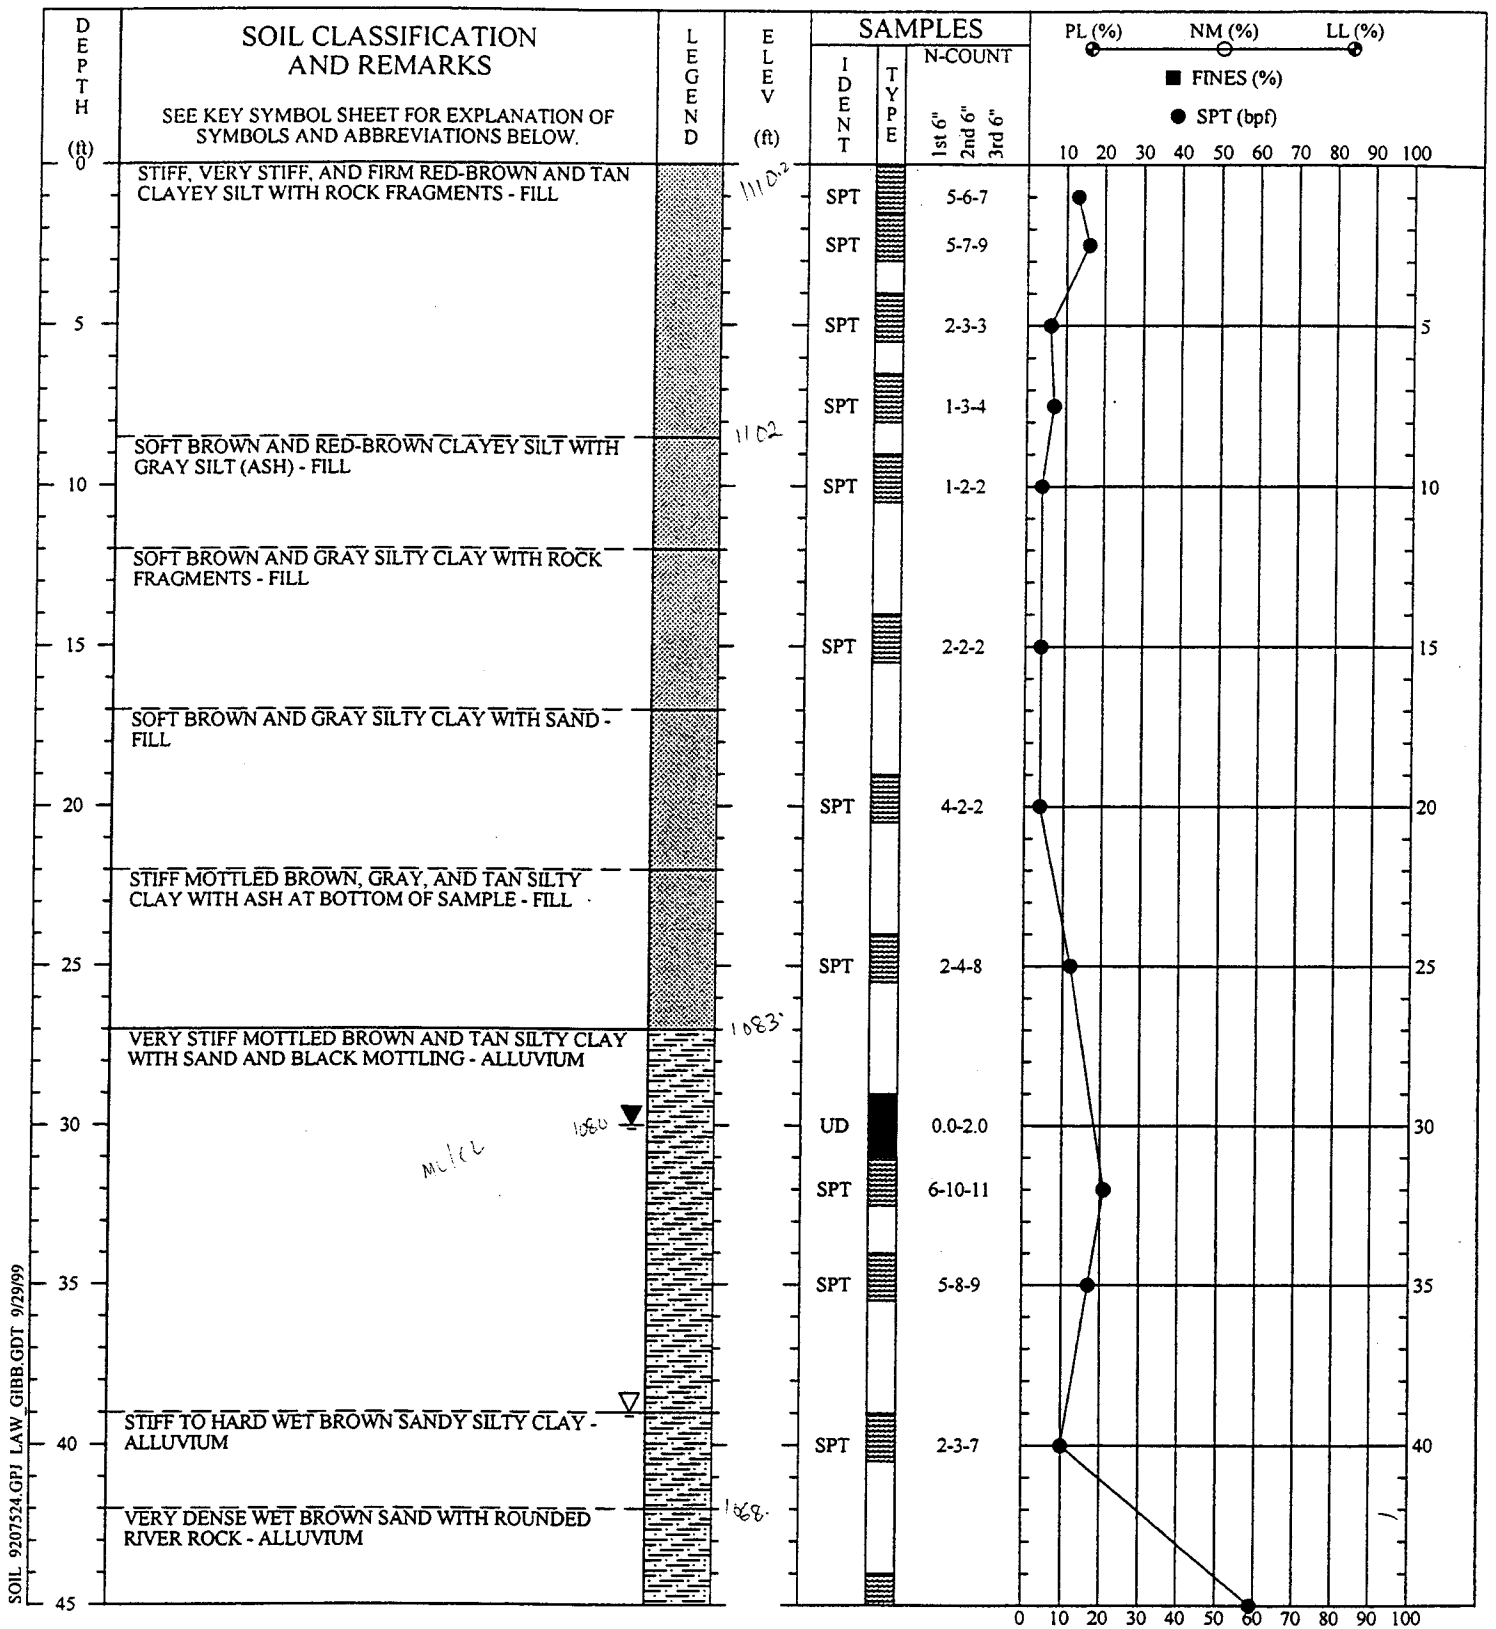 DEPTH (ft)
SOIL CLASSIFICATION
AND REMARKS
SEE KEY SYMBOL SHEET FOR EXPLANATION OF
SYMBOLS AND ABBREVIATIONS BELOW.
LEGEND
ELEV (ft)
SAMPLES
IDENT
TYPE
N-COUNT
1st 6"
2nd 6"
3rd 6"
PL (%) NM (%) LL (%)
FINES (%)
SPT (bpf)
10 20 30 40 50 60 70 80 90 100
0
STIFF, VERY STIFF, AND FIRM RED-BROWN AND TAN
CLAYEY SILT WITH ROCK FRAGMENTS - FILL
1110.2
SPT 5-6-7
SPT 5-7-9
5 SPT 2-3-3 5
SPT 1-3-4
1102
SOFT BROWN AND RED-BROWN CLAYEY SILT WITH
GRAY SILT (ASH) - FILL
10 SPT 1-2-2 10
SOFT BROWN AND GRAY SILTY CLAY WITH ROCK
FRAGMENTS - FILL
15 SPT 2-2-2 15
SOFT BROWN AND GRAY SILTY CLAY WITH SAND -
FILL
20 SPT 4-2-2 20
STIFF MOTTLED BROWN, GRAY, AND TAN SILTY
CLAY WITH ASH AT BOTTOM OF SAMPLE - FILL
25 SPT 2-4-8 25
1083
VERY STIFF MOTTLED BROWN AND TAN SILTY CLAY
WITH SAND AND BLACK MOTTLING - ALLUVIUM
30 1080 UD 0.0-2.0 30
ML/CL
SPT 6-10-11
35 SPT 5-8-9 35
STIFF TO HARD WET BROWN SANDY SILTY CLAY -
ALLUVIUM
40 SPT 2-3-7 40
1068.
VERY DENSE WET BROWN SAND WITH ROUNDED
RIVER ROCK - ALLUVIUM
45
0 10 20 30 40 50 60 70 80 90 100
SOIL 9207524.GPJ LAW_GIBB.GDT 9/29/99